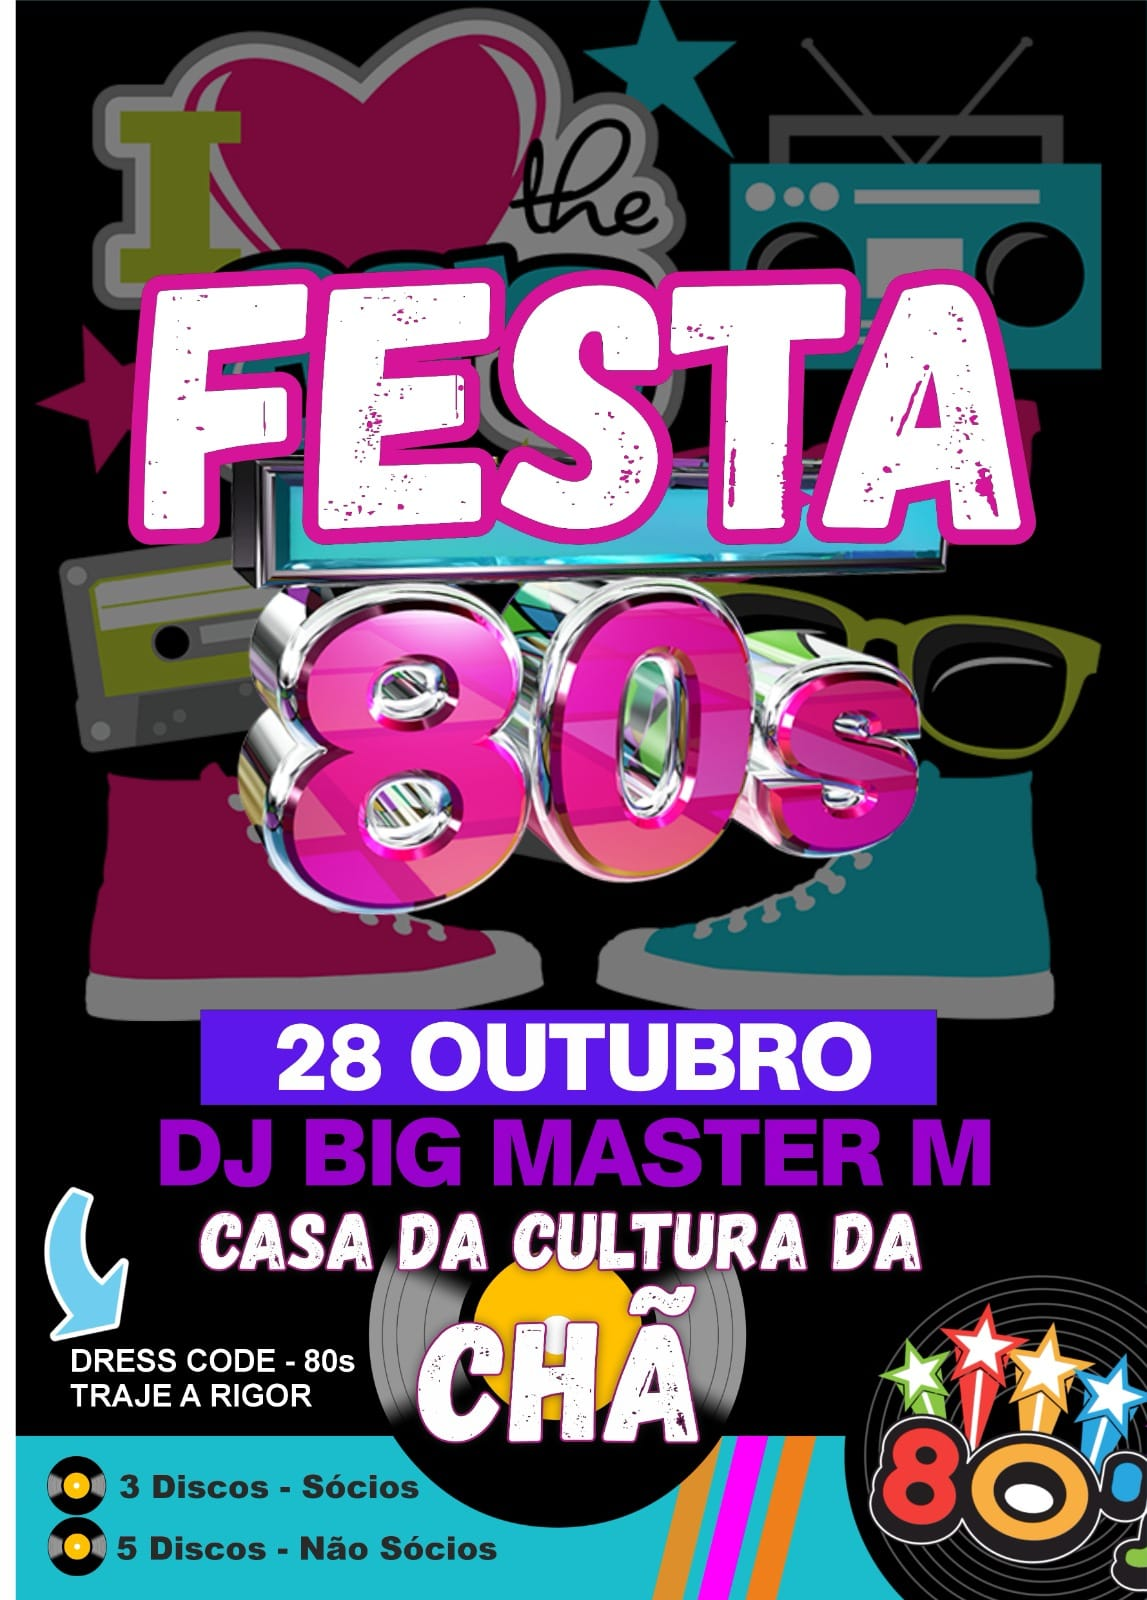 I
the
FESTA
80s
28 OUTUBRO
DJ BIG MASTER M
CASA DA CULTURA DA
CHÃ
DRESS CODE - 80s
TRAJE A RIGOR
3 Discos - Sócios
5 Discos - Não Sócios
80's